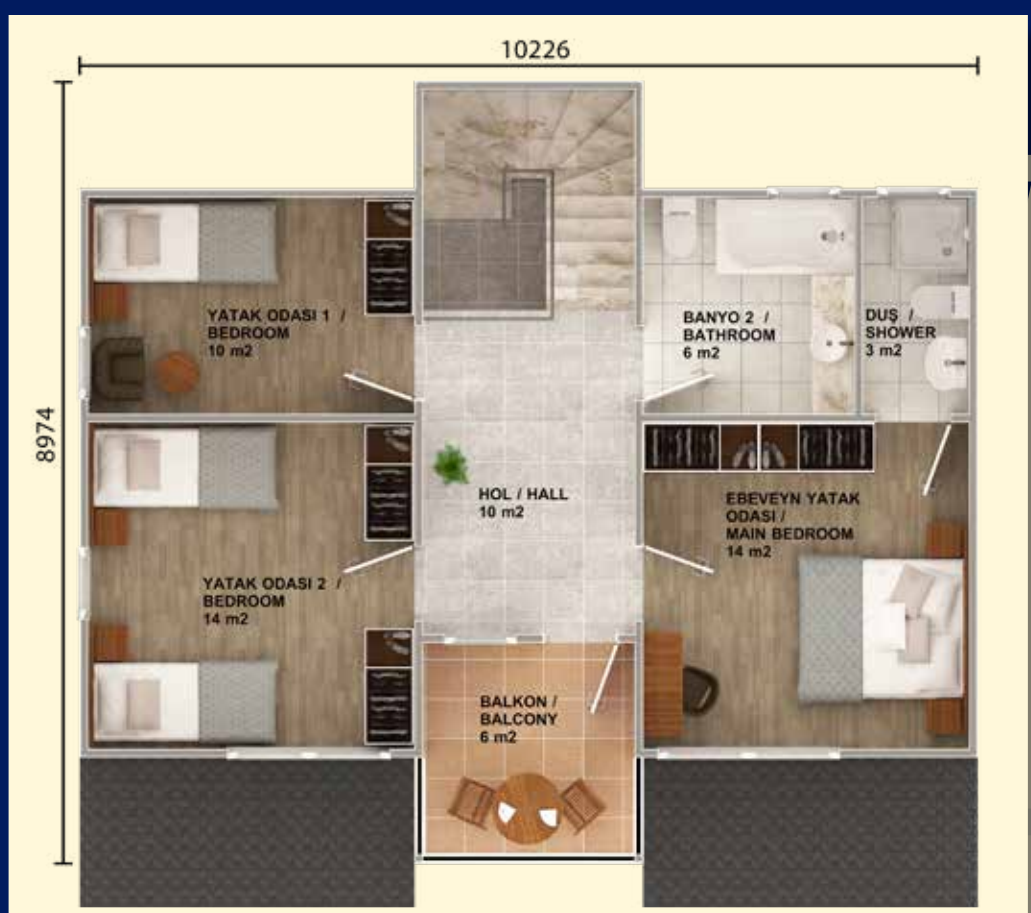 10226
8974
YATAK ODASI 1 /
BEDROOM
10 m2
BANYO 2 /
BATHROOM
6 m2
DUŞ /
SHOWER
3 m2
HOL / HALL
10 m2
EBEVEYN YATAK
ODASI /
MAIN BEDROOM
14 m2
YATAK ODASI 2 /
BEDROOM
14 m2
BALKON /
BALCONY
6 m2